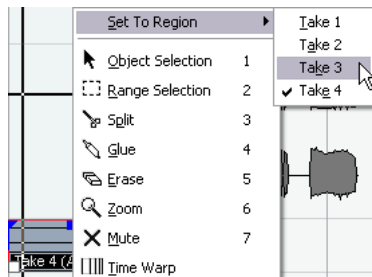 Set To Region
Take 1
Take 2
Take 3
Take 4
Object Selection 1
Range Selection 2
Split 3
Glue 4
Erase 5
Zoom 6
Mute 7
Time Warp
Take 4 (A